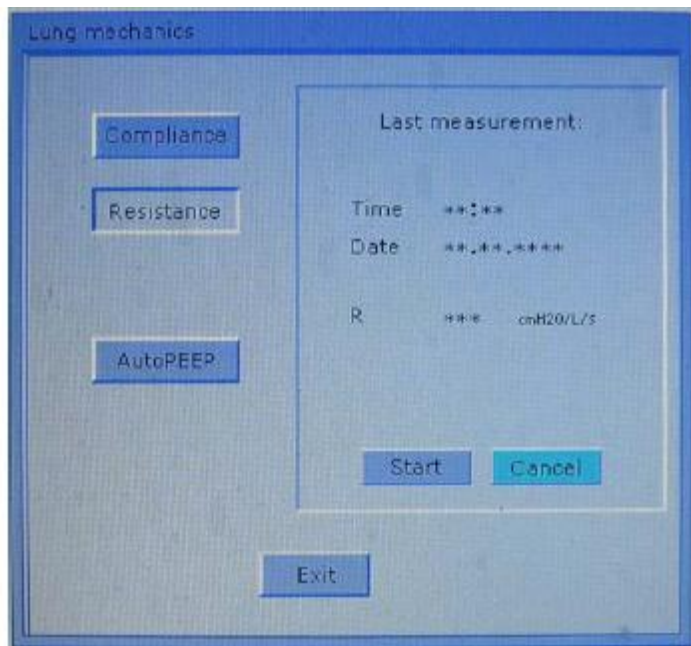 Lung mechanics
Compliance
Resistance
AutoPEEP
Last measurement:
Time **:**
Date **.**.****
R *** cmH2O/L/s
Start Cancel
Exit